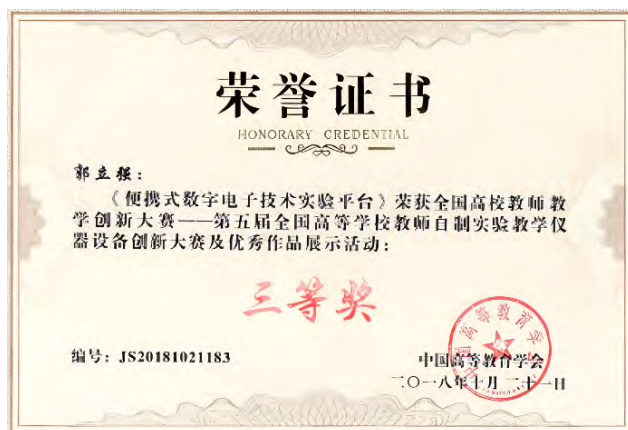 荣誉证书
HONORARY CREDENTIAL
郭立强：
《便携式数字电子技术实验平台》荣获全国高校教师教
学创新大赛——第五届全国高等学校教师自制实验教学仪
器设备创新大赛及优秀作品展示活动：
三等奖
编号：JS20181021183
中国高等教育学会
二〇一八年十月二十一日